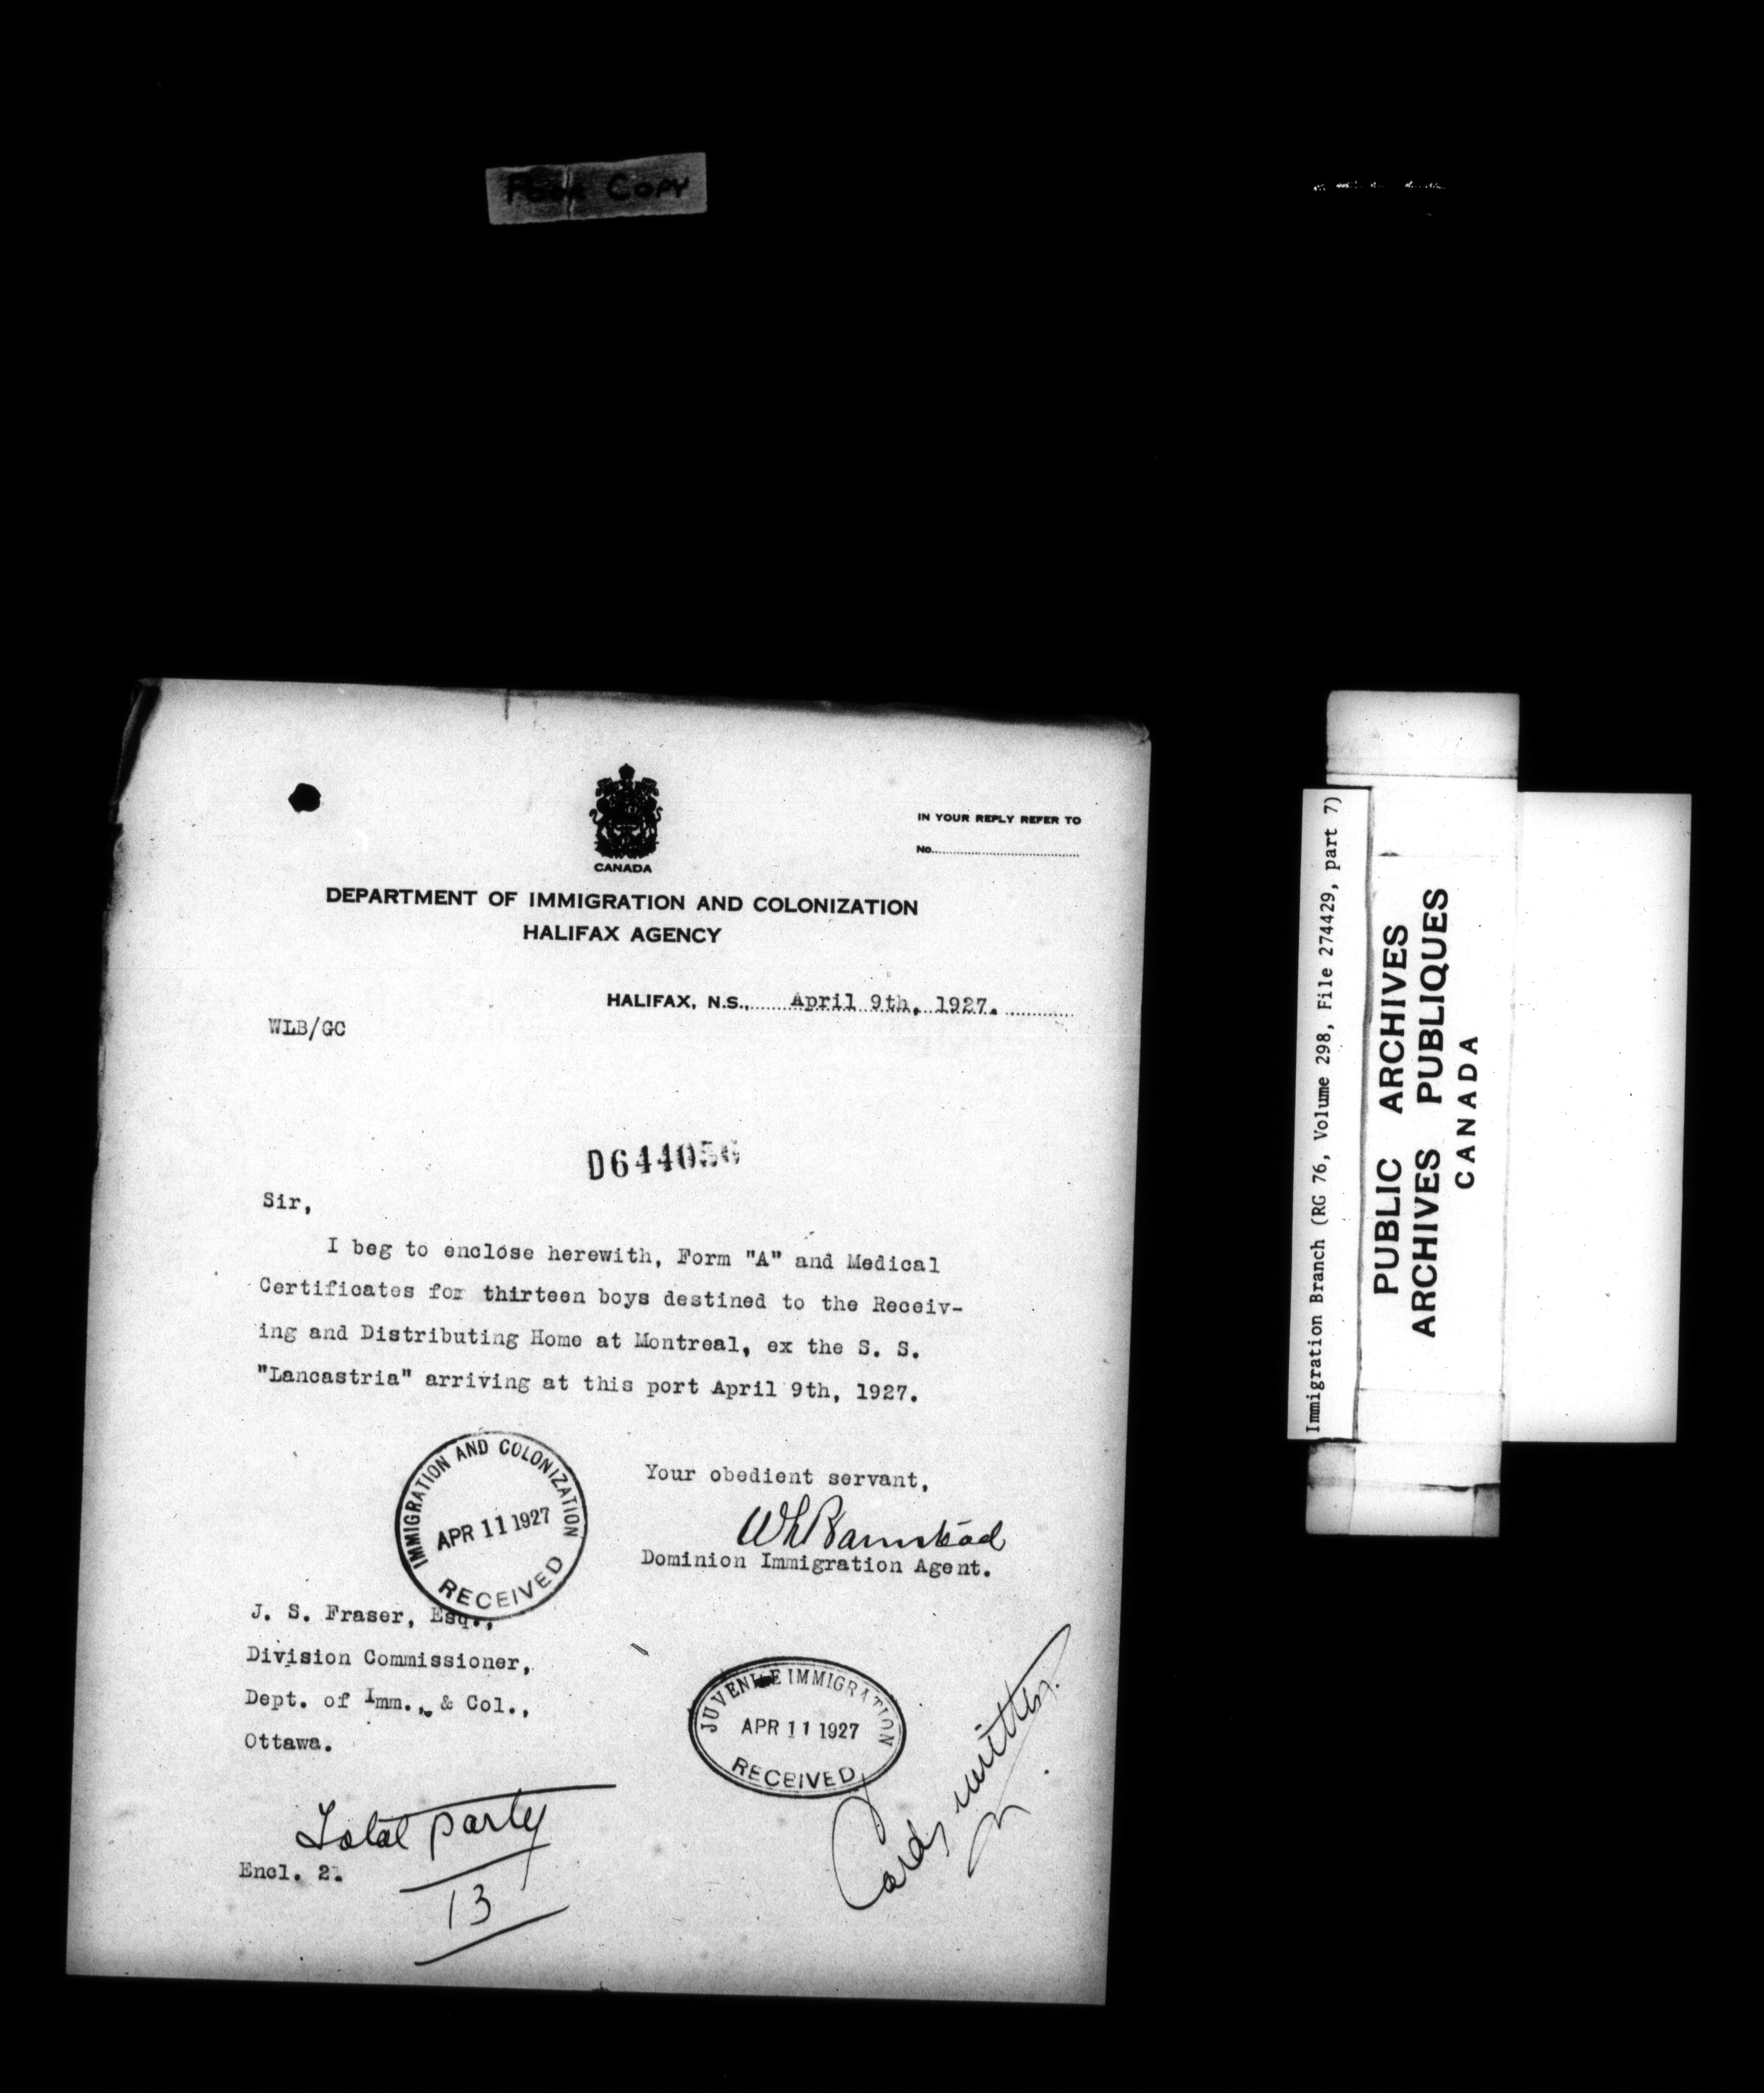 Poor Copy
CANADA
IN YOUR REPLY REFER TO
No.
DEPARTMENT OF IMMIGRATION AND COLONIZATION
HALIFAX AGENCY
HALIFAX, N.S., April 9th, 1927.
WLB/GC
D644056
Sir,
I beg to enclose herewith, Form "A" and Medical
Certificates for thirteen boys destined to the Receiv-
ing and Distributing Home at Montreal, ex the S. S.
"Lancastria" arriving at this port April 9th, 1927.
IMMIGRATION AND COLONIZATION
APR 11 1927
RECEIVED
Your obedient servant,
WLBarnstead
Dominion Immigration Agent.
J. S. Fraser, Esq.,
Division Commissioner,
Dept. of Imm., & Col.,
Ottawa.
JUVENILE IMMIGRATION
APR 11 1927
RECEIVED
Total party
13
Encl. 2.
Cards written
Immigration Branch (RG 76, Volume 298, File 274429, part 7)
PUBLIC ARCHIVES
ARCHIVES PUBLIQUES
CANADA